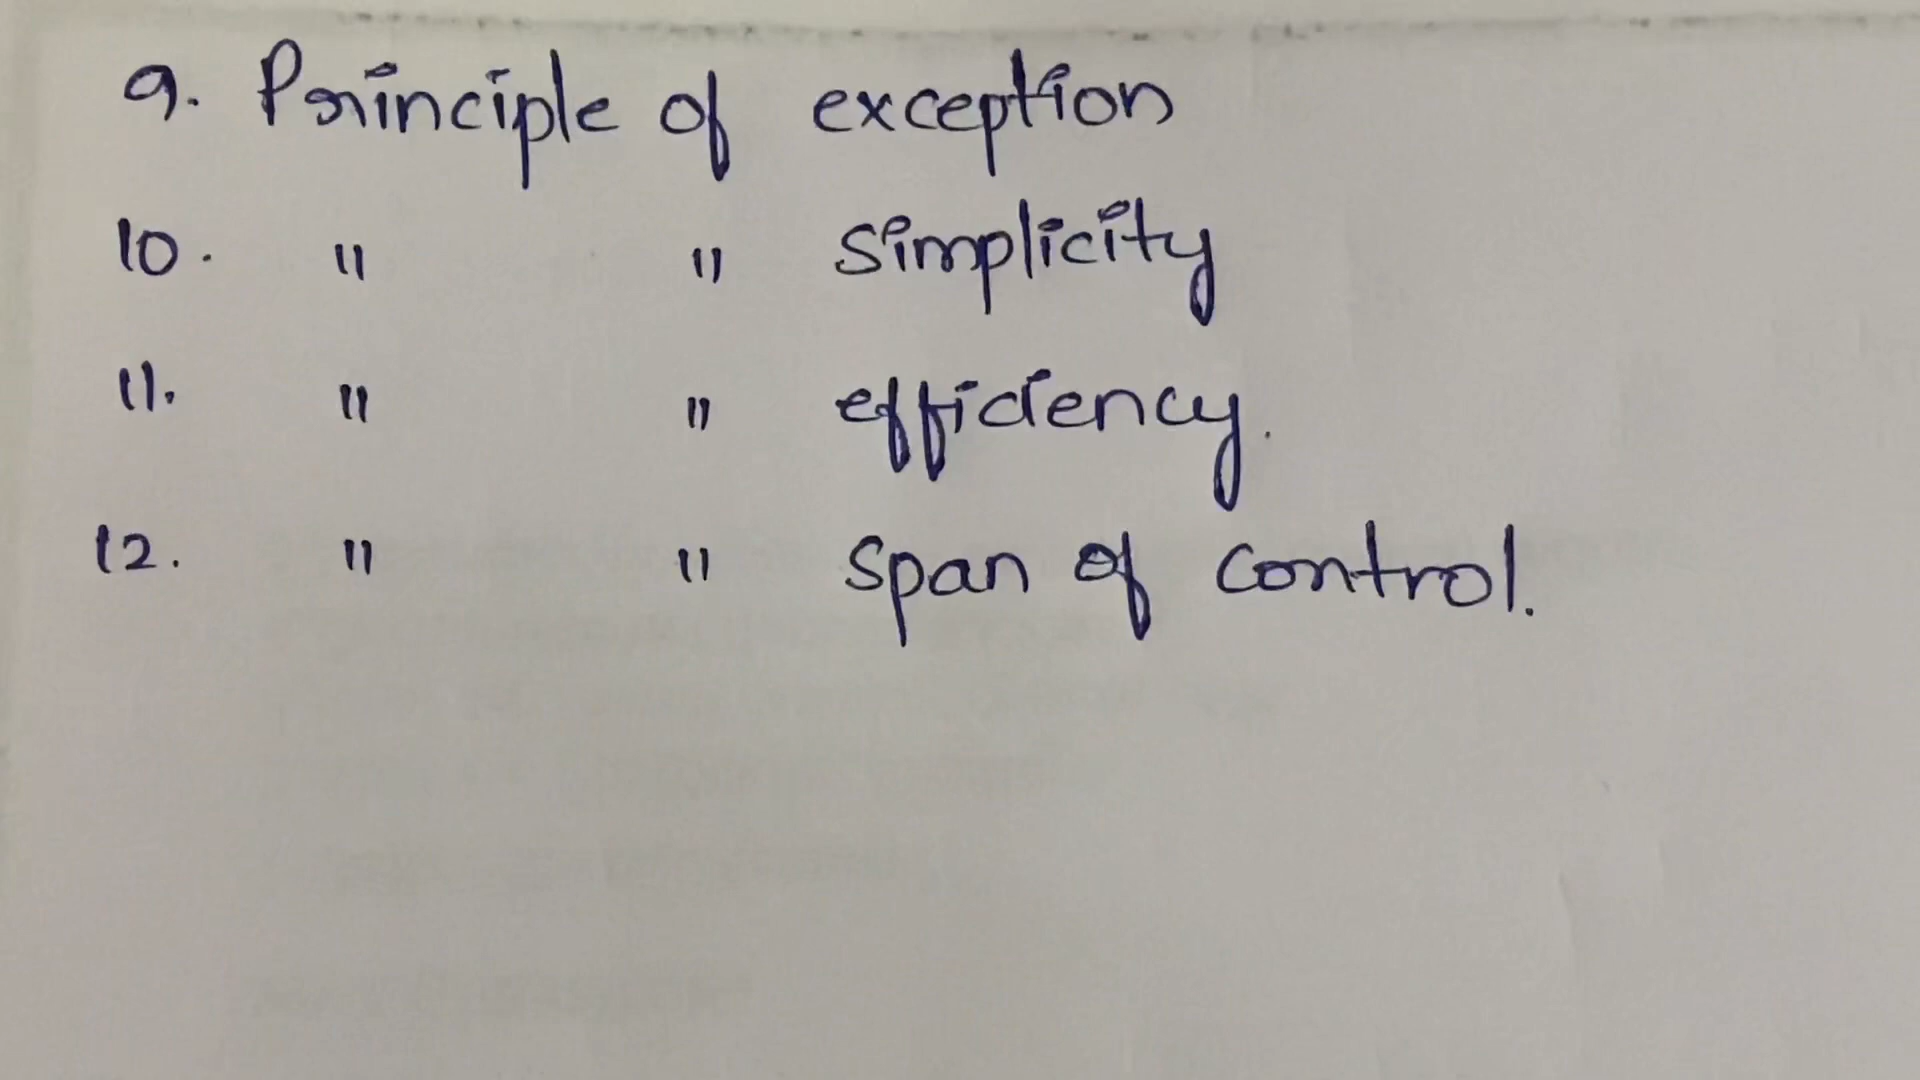 9. Principle of exception
10. " " simplicity
11. " " efficiency.
12. " " span of control.